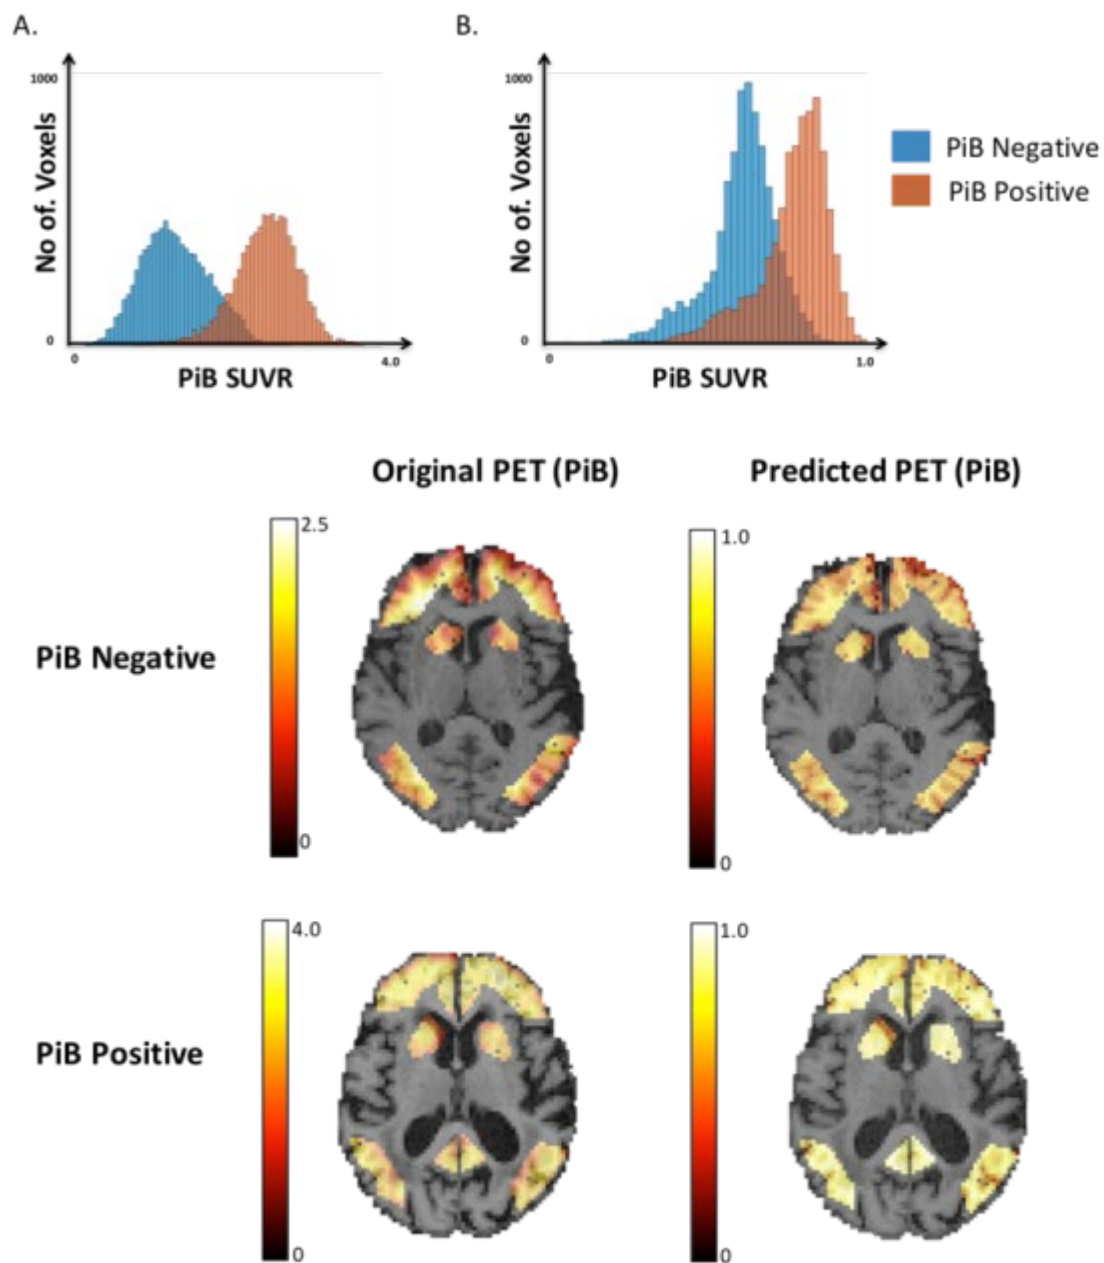 A.
B.
1000
No of. Voxels
0
0
4.0
PiB SUVR
1000
No of. Voxels
0
0
1.0
PiB SUVR
PiB Negative
PiB Positive
Original PET (PiB)
Predicted PET (PiB)
PiB Negative
2.5
0
1.0
0
PiB Positive
4.0
0
1.0
0